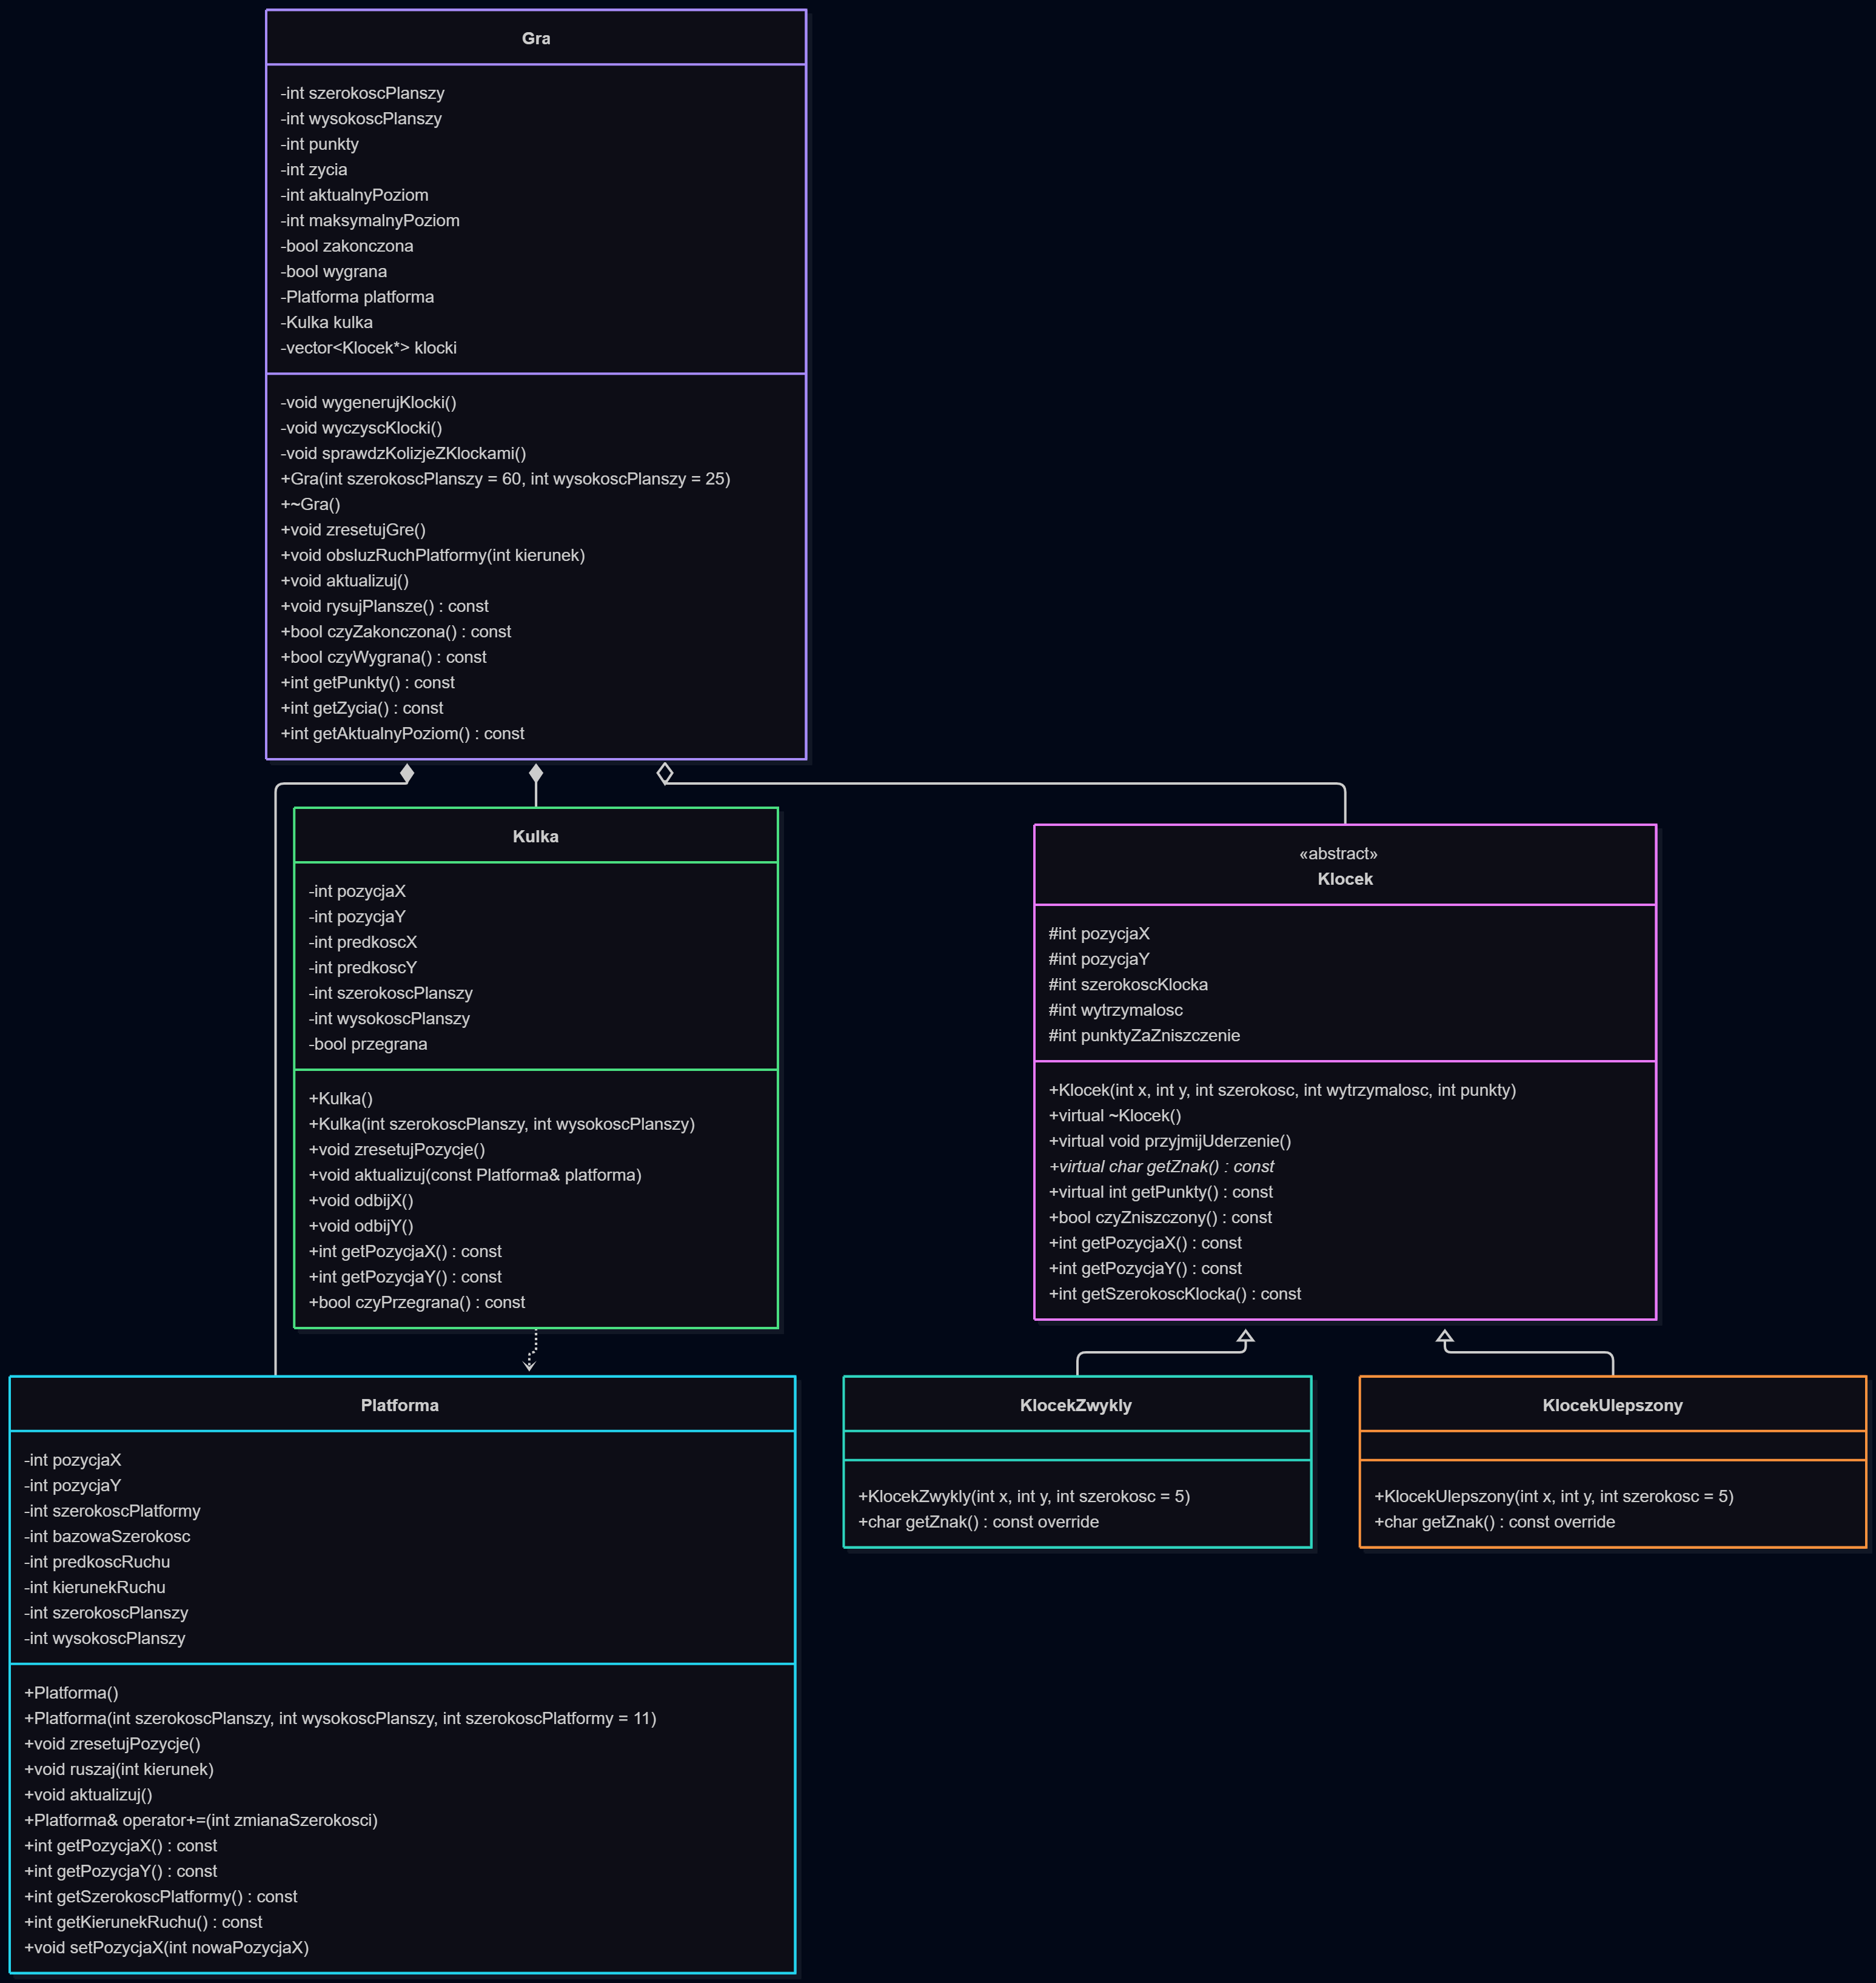 Gra
-int szerokoscPlanszy
-int wysokoscPlanszy
-int punkty
-int zycia
-int aktualnyPoziom
-int maksymalnyPoziom
-bool zakonczona
-bool wygrana
-Platforma platforma
-Kulka kulka
-vector<Klocek*> klocki
-void wygenerujKlocki()
-void wyczyscKlocki()
-void sprawdzKolizjeZKlockami()
+Gra(int szerokoscPlanszy = 60, int wysokoscPlanszy = 25)
+~Gra()
+void zresetujGre()
+void obsluzRuchPlatformy(int kierunek)
+void aktualizuj()
+void rysujPlansze() : const
+bool czyZakonczona() : const
+bool czyWygrana() : const
+int getPunkty() : const
+int getZycia() : const
+int getAktualnyPoziom() : const
Kulka
-int pozycjaX
-int pozycjaY
-int predkoscX
-int predkoscY
-int szerokoscPlanszy
-int wysokoscPlanszy
-bool przegrana
+Kulka()
+Kulka(int szerokoscPlanszy, int wysokoscPlanszy)
+void zresetujPozycje()
+void aktualizuj(const Platforma& platforma)
+void odbijX()
+void odbijY()
+int getPozycjaX() : const
+int getPozycjaY() : const
+bool czyPrzegrana() : const
«abstract»
Klocek
#int pozycjaX
#int pozycjaY
#int szerokoscKlocka
#int wytrzymalosc
#int punktyZaZniszczenie
+Klocek(int x, int y, int szerokosc, int wytrzymalosc, int punkty)
+virtual ~Klocek()
+virtual void przyjmijUderzenie()
+virtual char getZnak() : const
+virtual int getPunkty() : const
+bool czyZniszczony() : const
+int getPozycjaX() : const
+int getPozycjaY() : const
+int getSzerokoscKlocka() : const
Platforma
-int pozycjaX
-int pozycjaY
-int szerokoscPlatformy
-int bazowaSzerokosc
-int predkoscRuchu
-int kierunekRuchu
-int szerokoscPlanszy
-int wysokoscPlanszy
+Platforma()
+Platforma(int szerokoscPlanszy, int wysokoscPlanszy, int szerokoscPlatformy = 11)
+void zresetujPozycje()
+void ruszaj(int kierunek)
+void aktualizuj()
+Platforma& operator+=(int zmianaSzerokosci)
+int getPozycjaX() : const
+int getPozycjaY() : const
+int getSzerokoscPlatformy() : const
+int getKierunekRuchu() : const
+void setPozycjaX(int nowaPozycjaX)
KlocekZwykly
+KlocekZwykly(int x, int y, int szerokosc = 5)
+char getZnak() : const override
KlocekUlepszony
+KlocekUlepszony(int x, int y, int szerokosc = 5)
+char getZnak() : const override